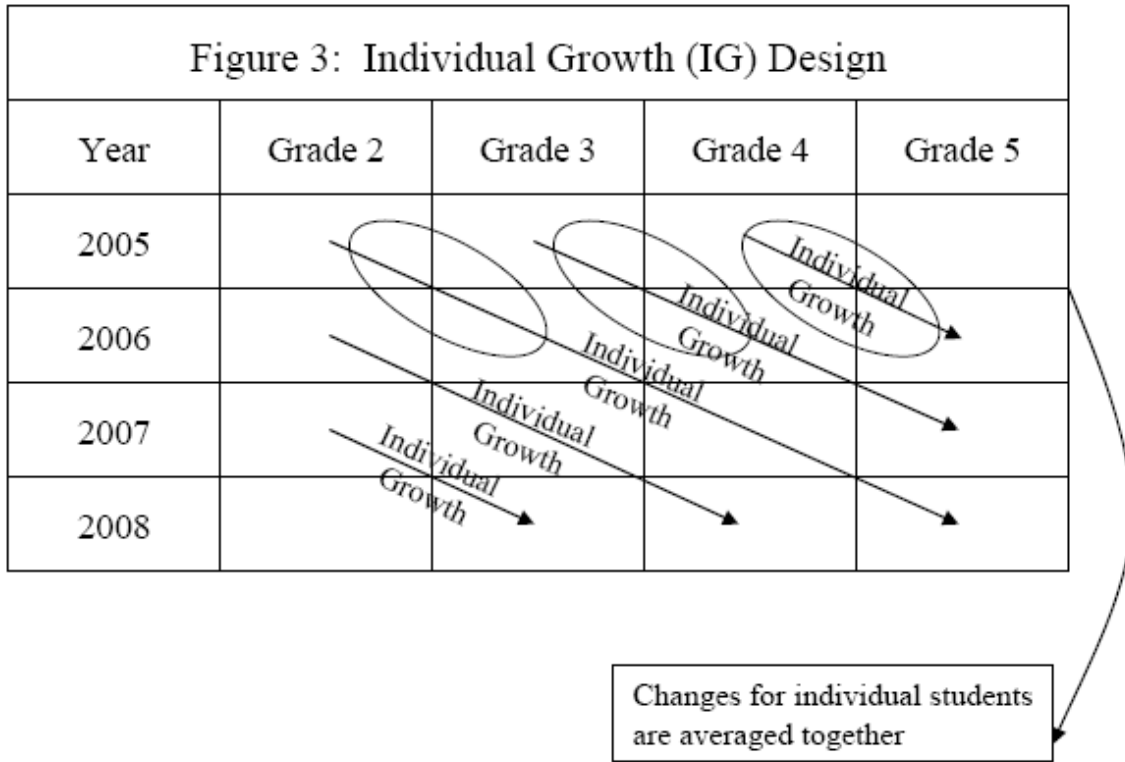 Figure 3: Individual Growth (IG) Design
Year Grade 2 Grade 3 Grade 4 Grade 5
2005
Individual
Growth
2006
Individual
Growth
Individual
Growth
2007
Individual
Growth
Individual
Growth
2008
Changes for individual students
are averaged together